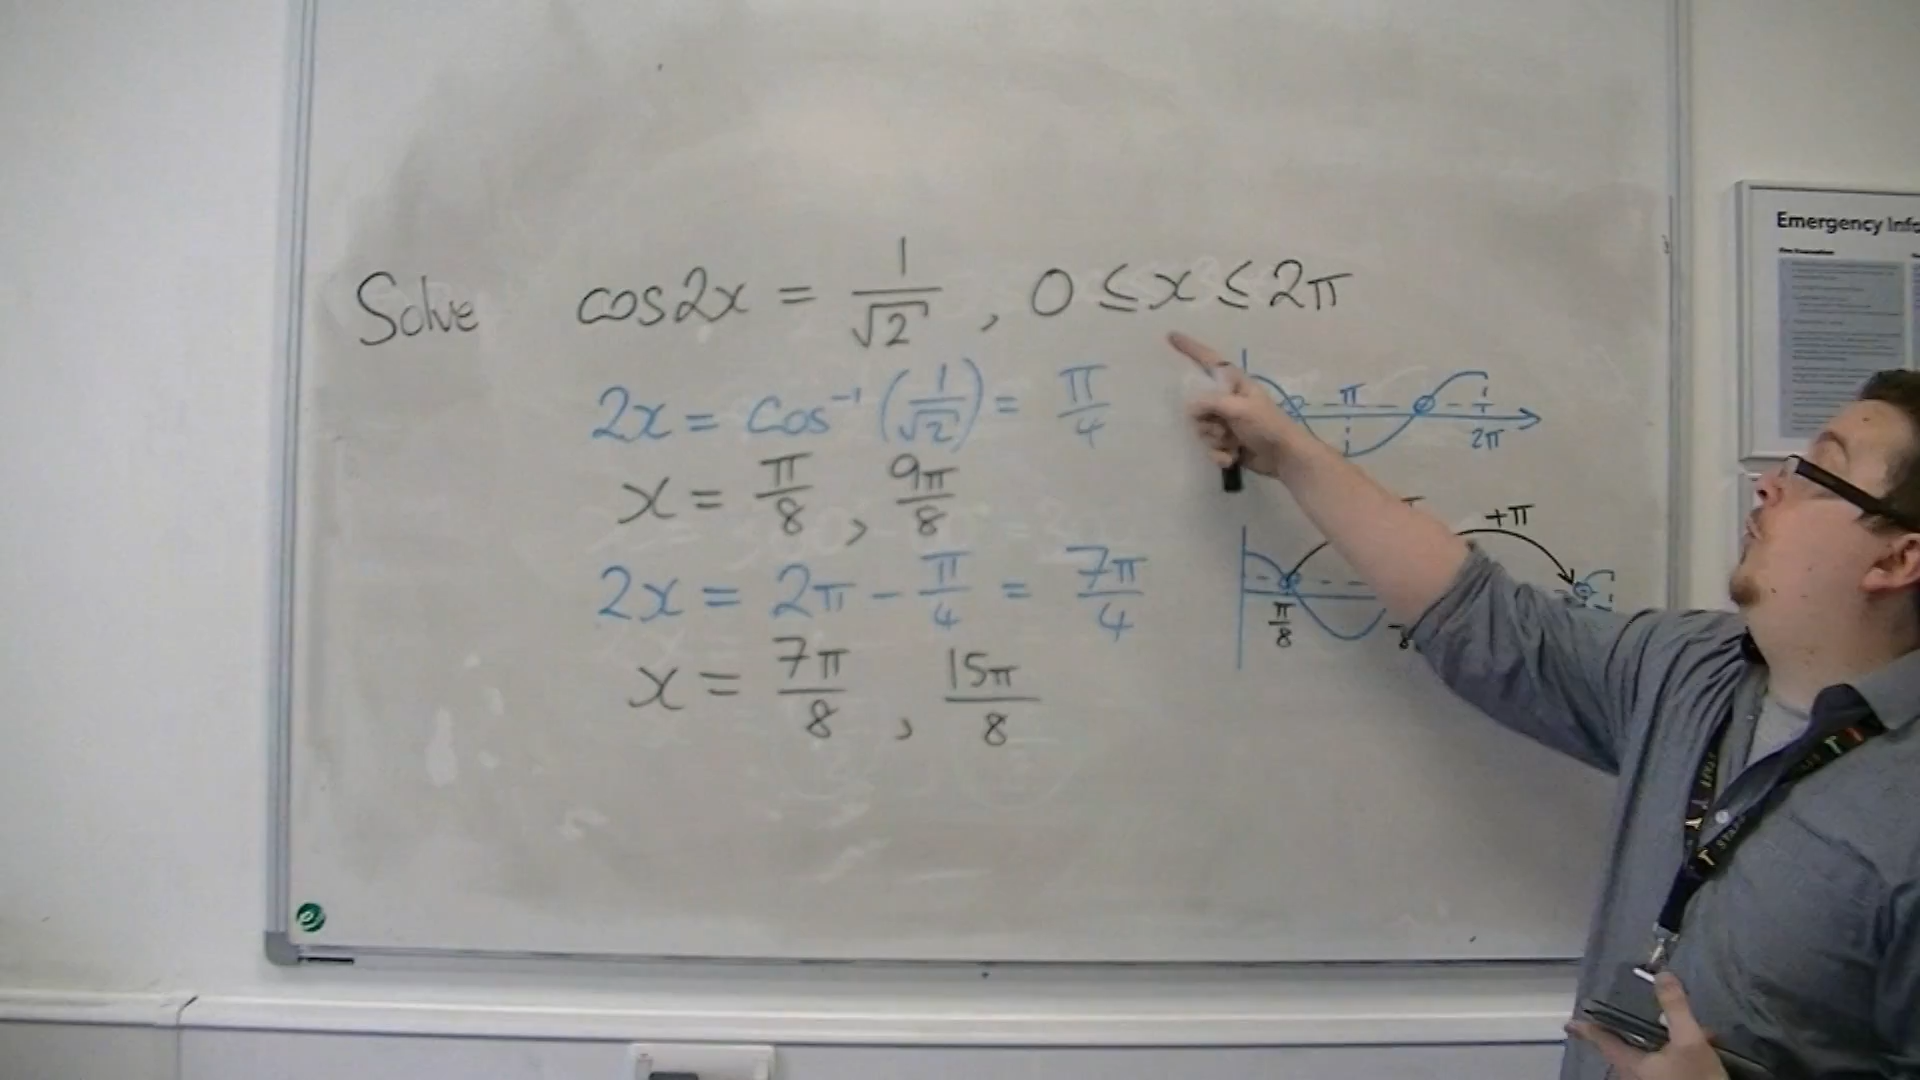 Solve cos2x = 1/√2 , 0 ≤ x ≤ 2π
2x = cos⁻¹(1/√2) = π/4
x = π/8 , 9π/8
2x = 2π − π/4 = 7π/4
x = 7π/8 , 15π/8
π
2π
+π
π/8
Emergency Info
STAFF